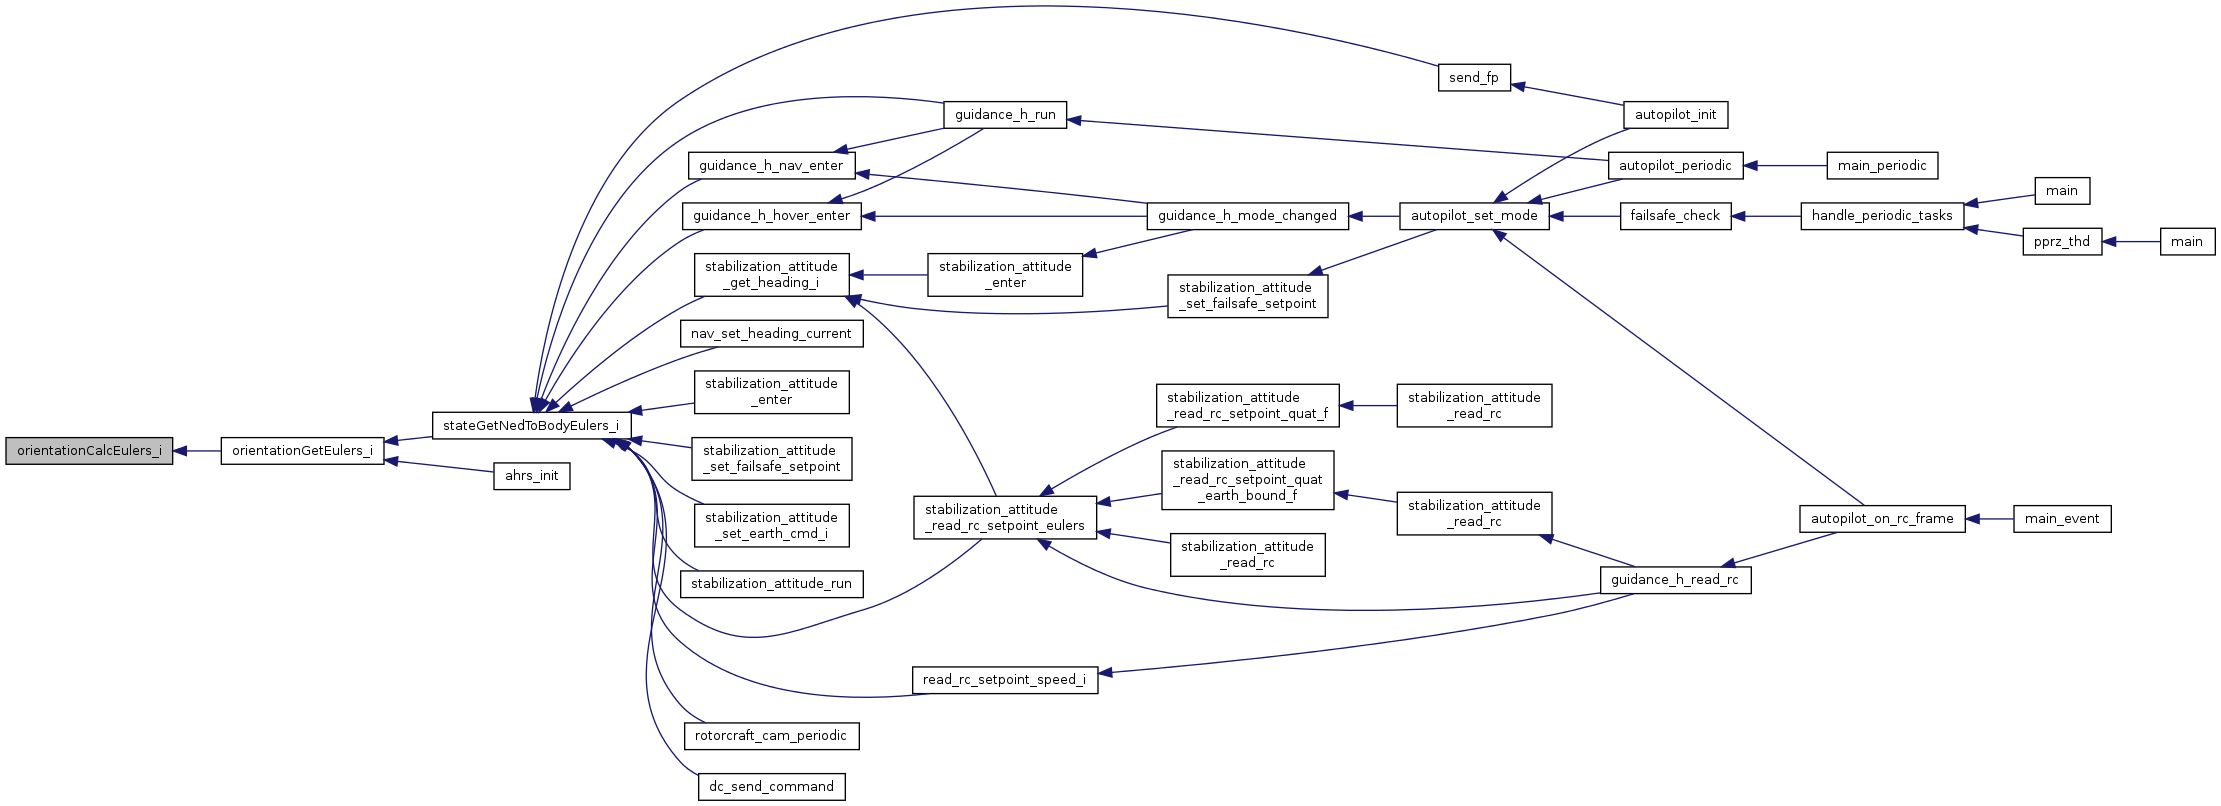 send_fp
guidance_h_run
autopilot_init
guidance_h_nav_enter
autopilot_periodic
main_periodic
guidance_h_hover_enter
guidance_h_mode_changed
autopilot_set_mode
failsafe_check
handle_periodic_tasks
main
pprz_thd
main
stabilization_attitude
_get_heading_i
stabilization_attitude
_enter
stabilization_attitude
_set_failsafe_setpoint
nav_set_heading_current
stabilization_attitude
_enter
stateGetNedToBodyEulers_i
orientationCalcEulers_i
orientationGetEulers_i
ahrs_init
stabilization_attitude
_set_failsafe_setpoint
stabilization_attitude
_set_earth_cmd_i
stabilization_attitude_run
stabilization_attitude
_read_rc_setpoint_eulers
stabilization_attitude
_read_rc_setpoint_quat_f
stabilization_attitude
_read_rc
stabilization_attitude
_read_rc_setpoint_quat
_earth_bound_f
stabilization_attitude
_read_rc
stabilization_attitude
_read_rc
autopilot_on_rc_frame
main_event
guidance_h_read_rc
read_rc_setpoint_speed_i
rotorcraft_cam_periodic
dc_send_command